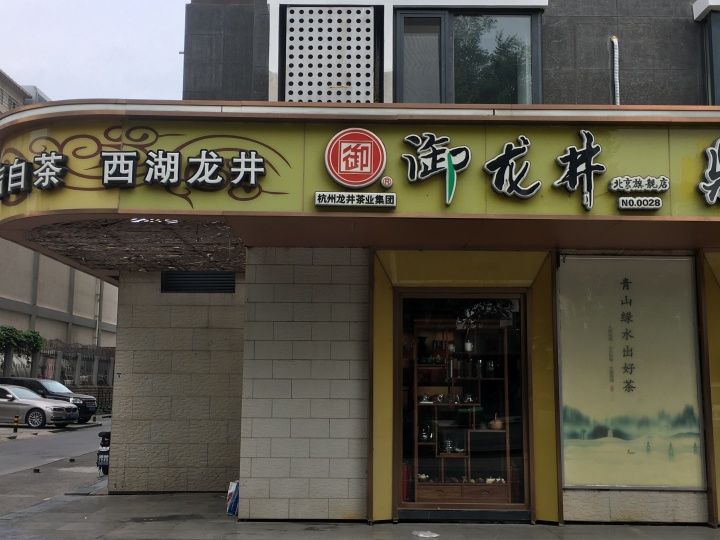 白茶 西湖龙井
御
®
杭州龙井茶业集团
御龙井
北京旗舰店
NO.0028
青山绿水出好茶